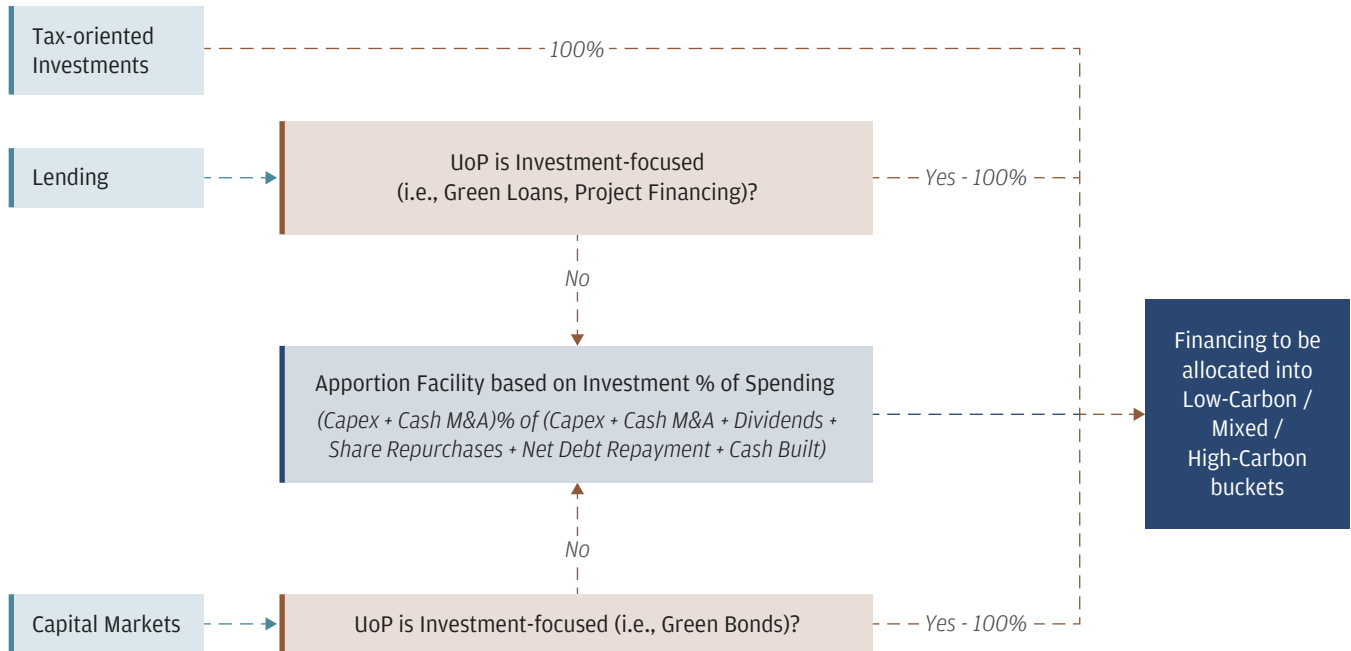 Tax-oriented
Investments
100%
Lending
UoP is Investment-focused
(i.e., Green Loans, Project Financing)?
Yes - 100%
No
Apportion Facility based on Investment % of Spending
(Capex + Cash M&A)% of (Capex + Cash M&A + Dividends +
Share Repurchases + Net Debt Repayment + Cash Built)
Financing to be
allocated into
Low-Carbon /
Mixed /
High-Carbon
buckets
No
Capital Markets
UoP is Investment-focused (i.e., Green Bonds)?
Yes - 100%